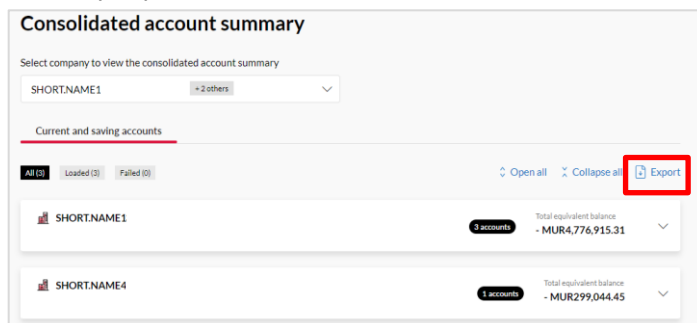 Consolidated account summary
Select company to view the consolidated account summary
SHORT.NAME1 + 2 others
Current and saving accounts
All (3) Loaded (3) Failed (0) Open all Collapse all Export
SHORT.NAME1 3 accounts Total equivalent balance
- MUR4,776,915.31
SHORT.NAME4 1 accounts Total equivalent balance
- MUR299,044.45